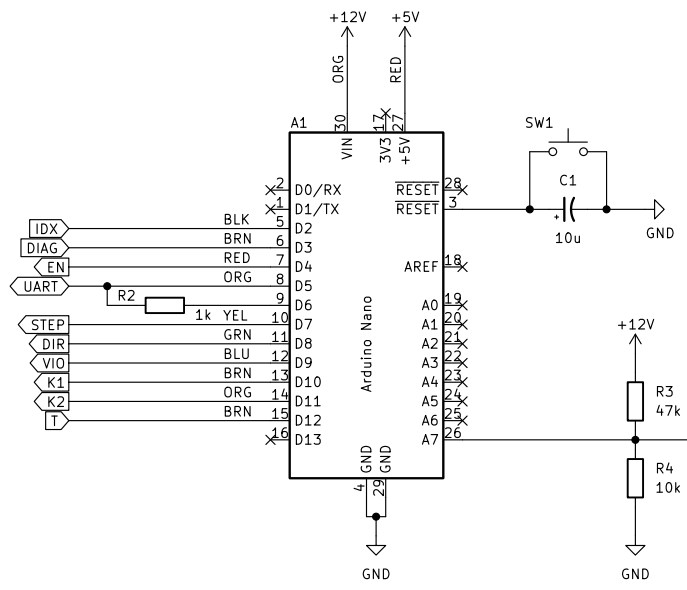 +12V
+5V
ORG
RED
A1
30
17
27
VIN
3V3
+5V
SW1
2
D0/RX
RESET
28
C1
1
D1/TX
RESET
3
+
10u
GND
IDX
BLK
5
D2
DIAG
BRN
6
D3
EN
RED
7
D4
AREF
18
UART
ORG
8
D5
R2
1k
9
D6
A0
19
STEP
YEL
10
D7
A1
20
+12V
DIR
GRN
11
D8
A2
21
VIO
BLU
12
D9
A3
22
K1
BRN
13
D10
A4
23
R3
47k
K2
ORG
14
D11
A5
24
T
BRN
15
D12
A6
25
16
D13
A7
26
Arduino Nano
R4
10k
GND
GND
4
29
GND
GND